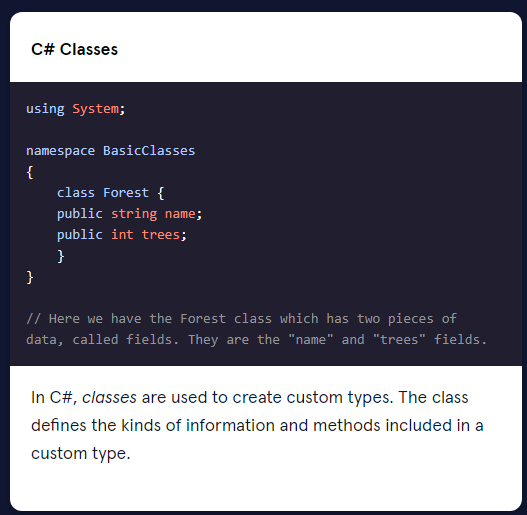 C# Classes
using System;
namespace BasicClasses
{
class Forest {
public string name;
public int trees;
}
}
// Here we have the Forest class which has two pieces of
data, called fields. They are the "name" and "trees" fields.
In C#, classes are used to create custom types. The class
defines the kinds of information and methods included in a
custom type.